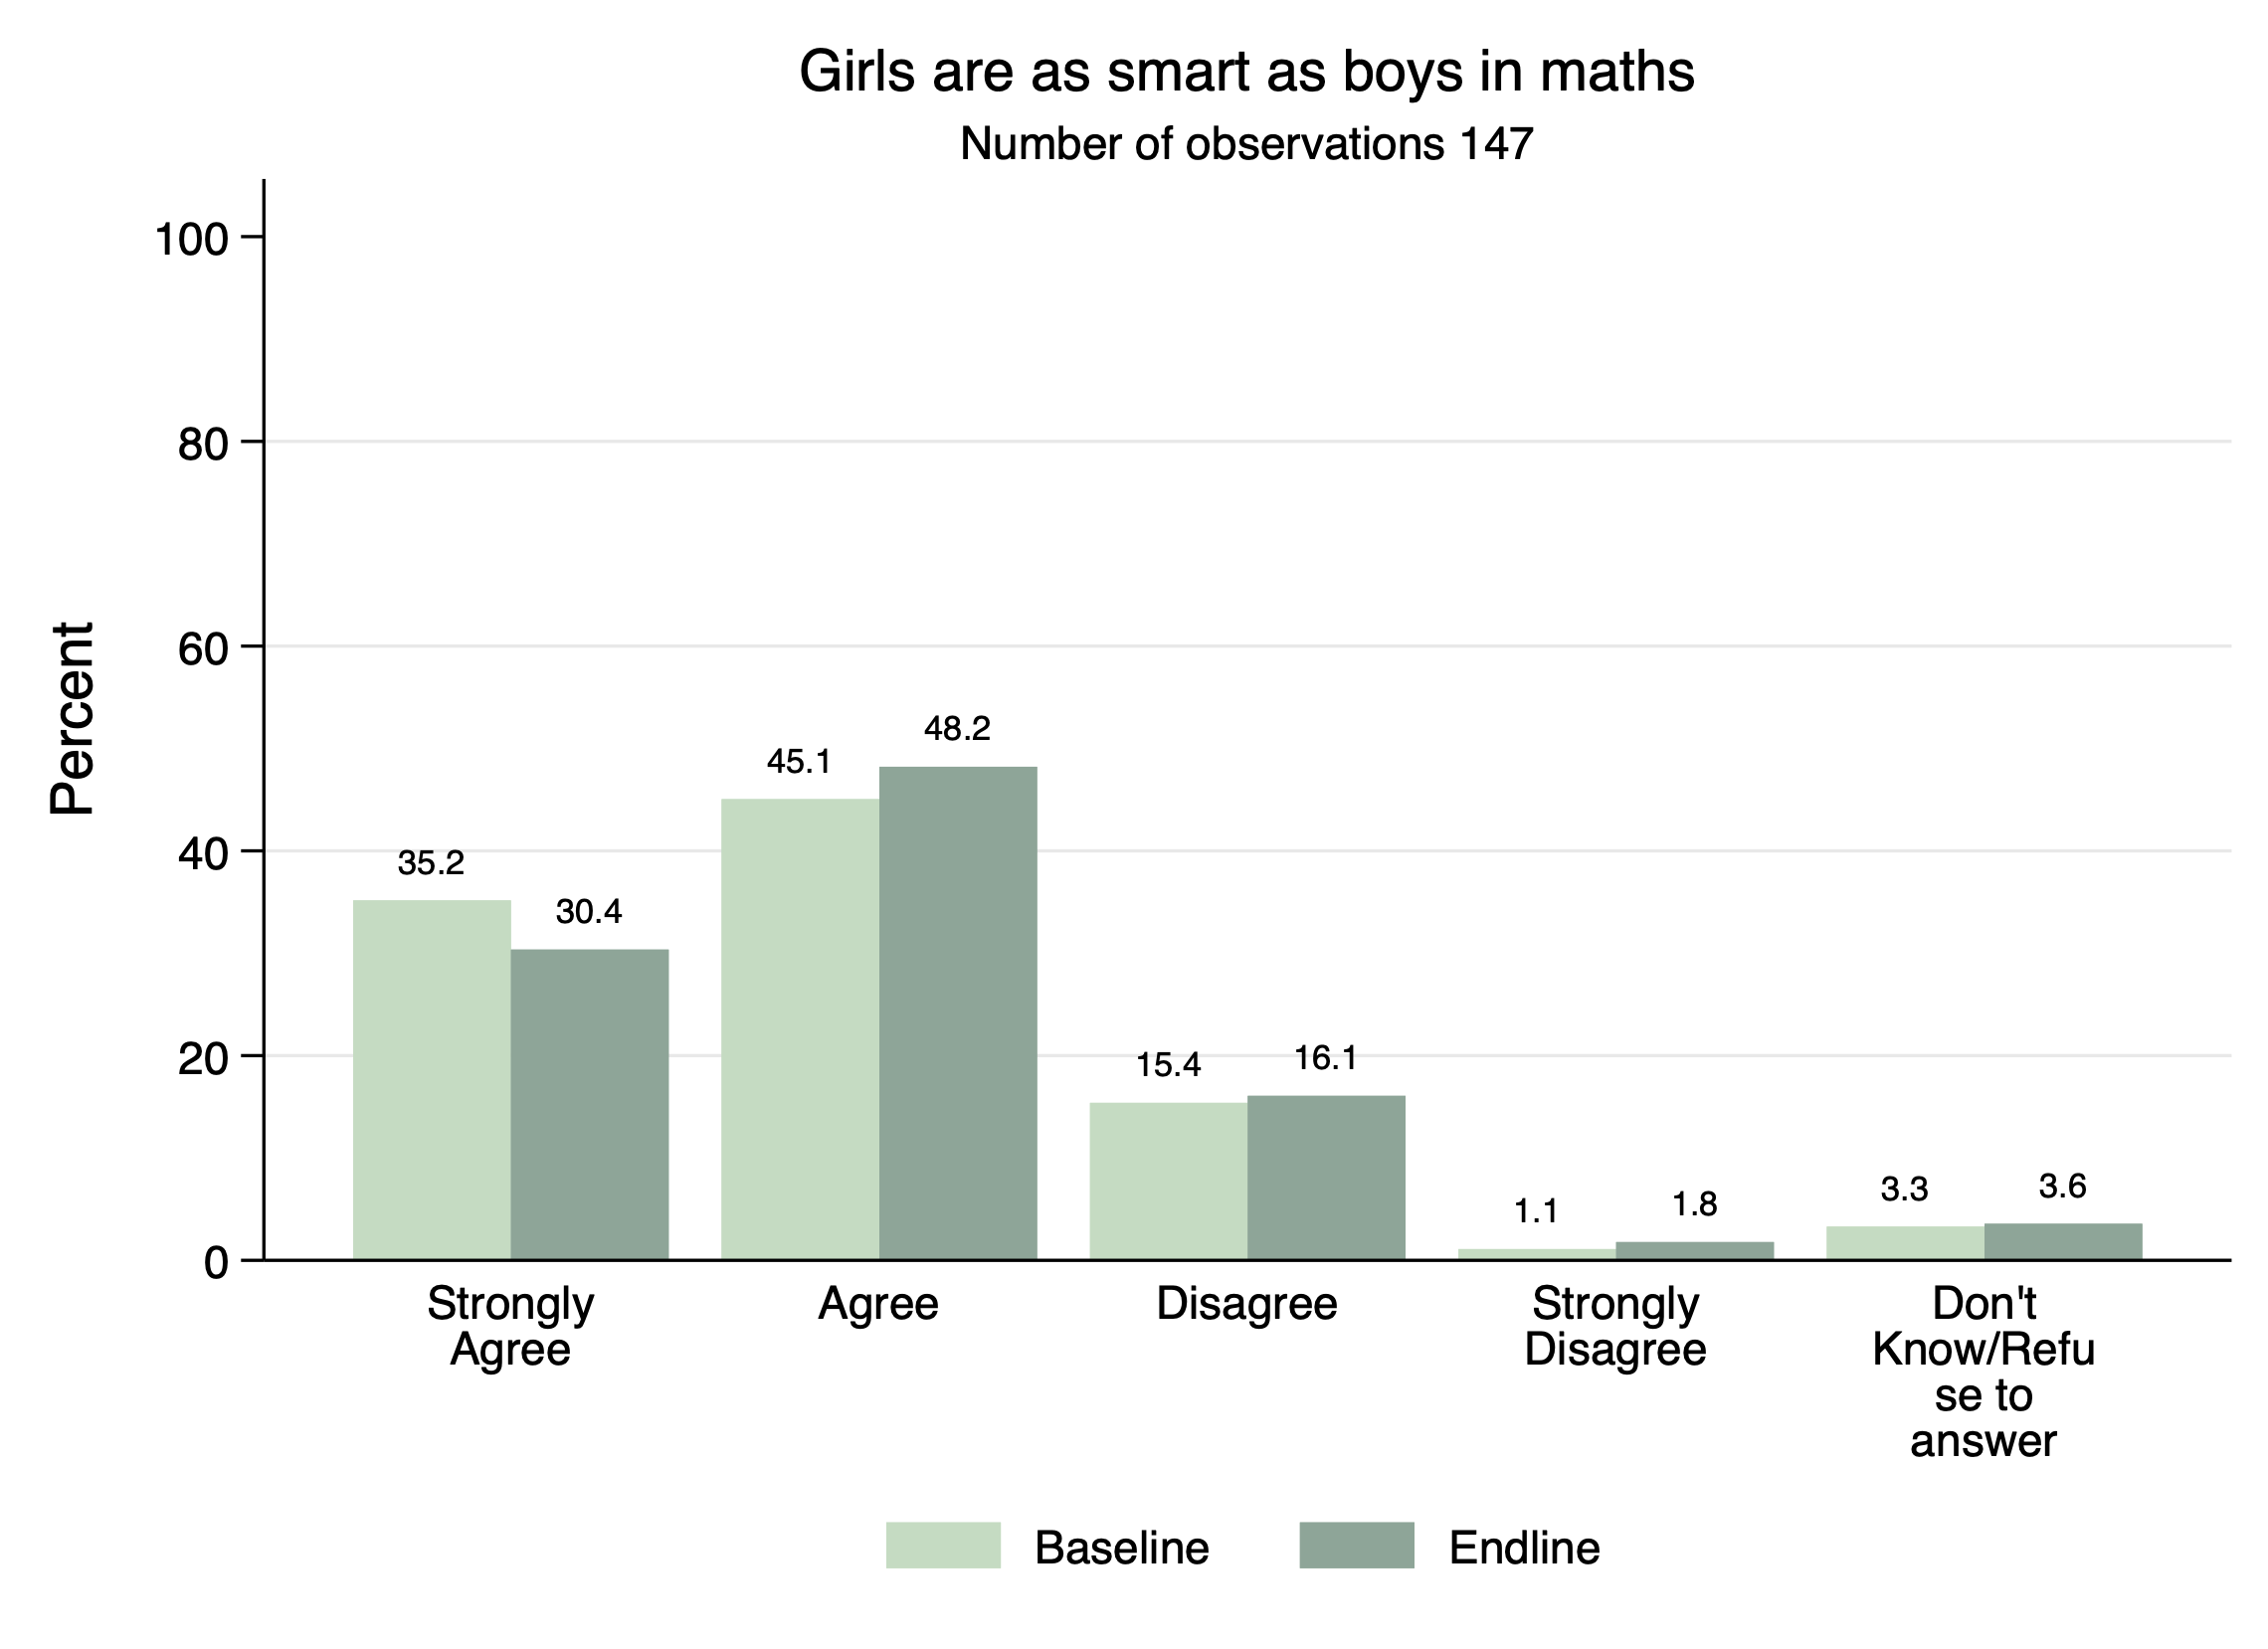 Girls are as smart as boys in maths
Number of observations 147
Percent
100
80
60
40
20
0
35.2
30.4
45.1
48.2
15.4
16.1
1.1
1.8
3.3
3.6
Strongly
Agree
Agree
Disagree
Strongly
Disagree
Don't
Know/Refu
se to
answer
Baseline
Endline